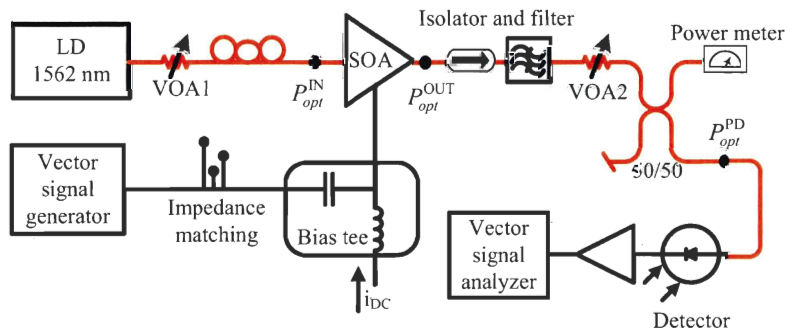 LD
1562 nm
VOA1
P_opt^IN
SOA
P_opt^OUT
Isolator and filter
VOA2
Power meter
50/50
P_opt^PD
Vector
signal
generator
Impedance
matching
Bias tee
i_DC
Vector
signal
analyzer
Detector